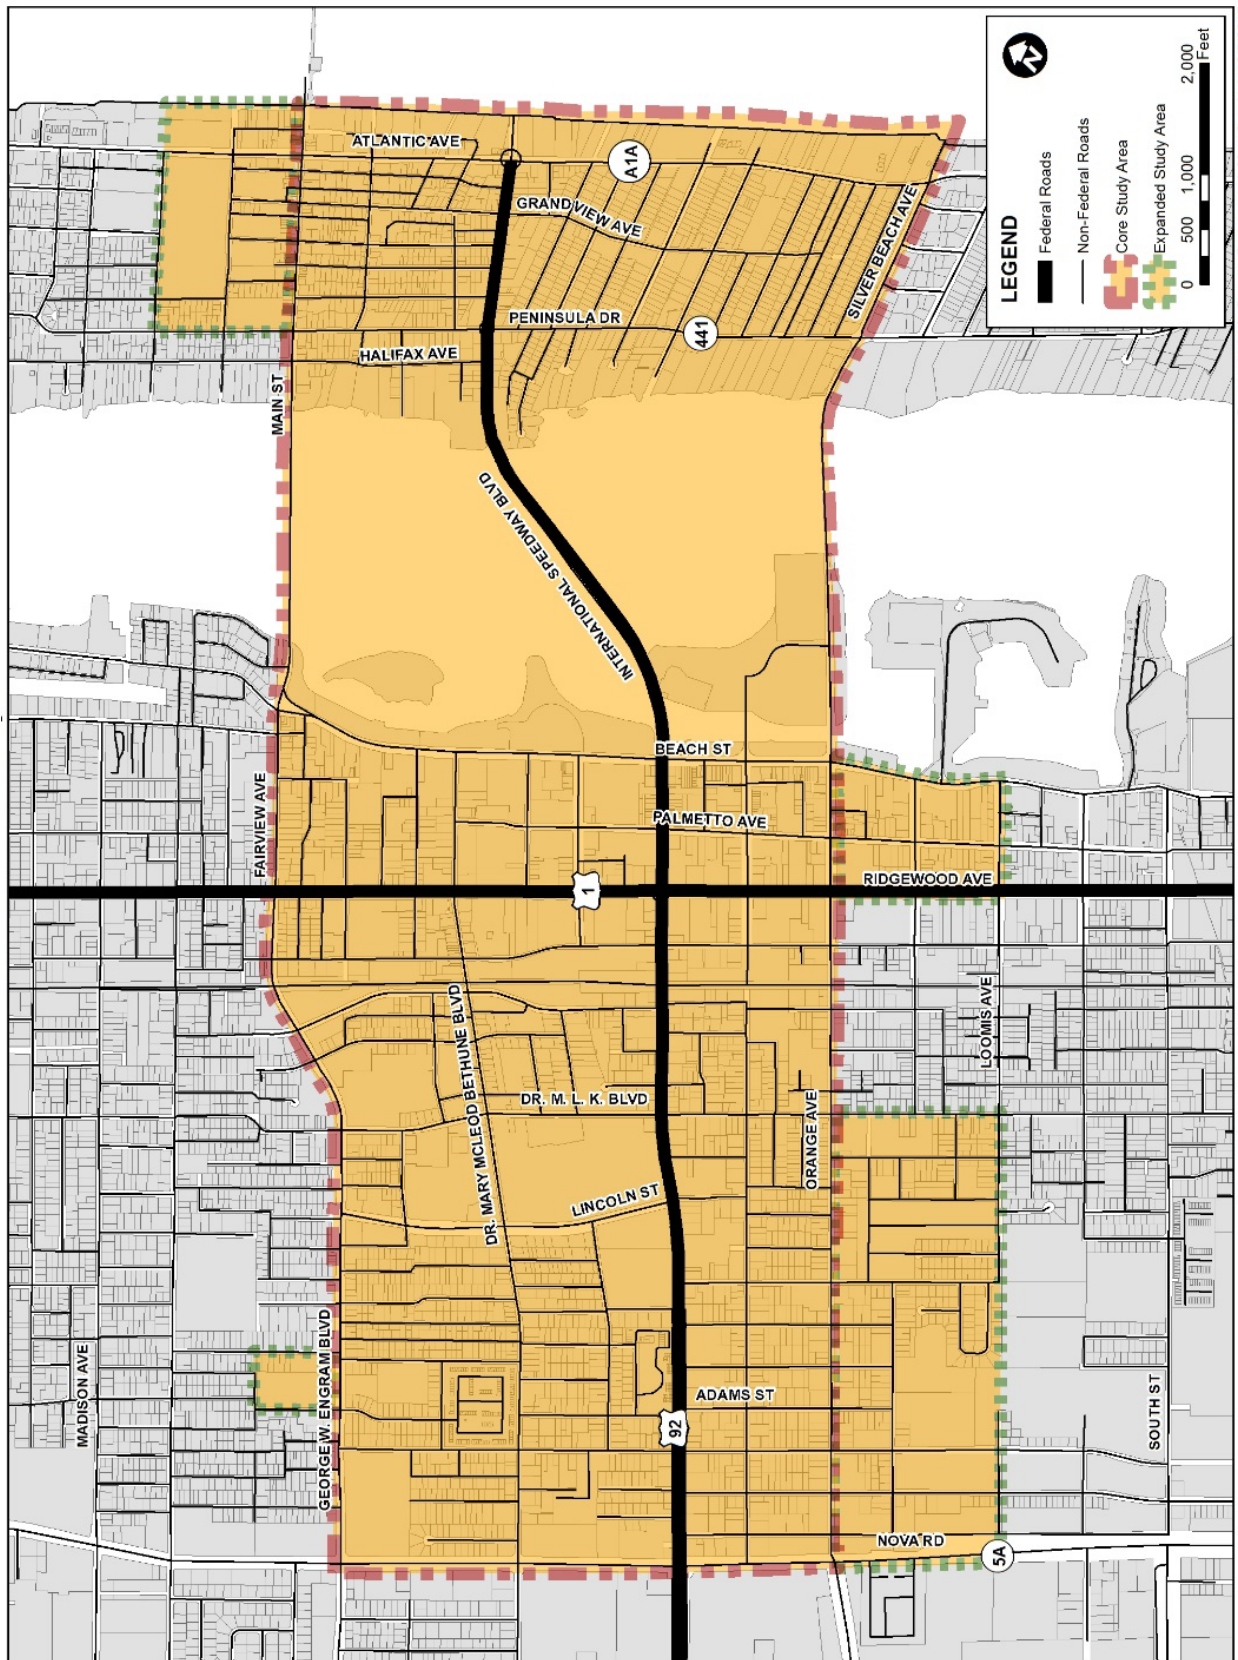 ATLANTIC AVE
A1A
GRANDVIEW AVE
SILVER BEACH AVE
PENINSULA DR
441
HALIFAX AVE
MAIN ST
INTERNATIONAL SPEEDWAY BLVD
BEACH ST
FAIRVIEW AVE
PALMETTO AVE
RIDGEWOOD AVE
1
LOOMIS AVE
DR. MARY MCLEOD BETHUNE BLVD
DR. M. L. K. BLVD
ORANGE AVE
LINCOLN ST
GEORGE W. ENGRAM BLVD
MADISON AVE
ADAMS ST
92
SOUTH ST
NOVA RD
5A
LEGEND
N
Federal Roads
Non-Federal Roads
Core Study Area
Expanded Study Area
0 500 1,000 2,000
Feet